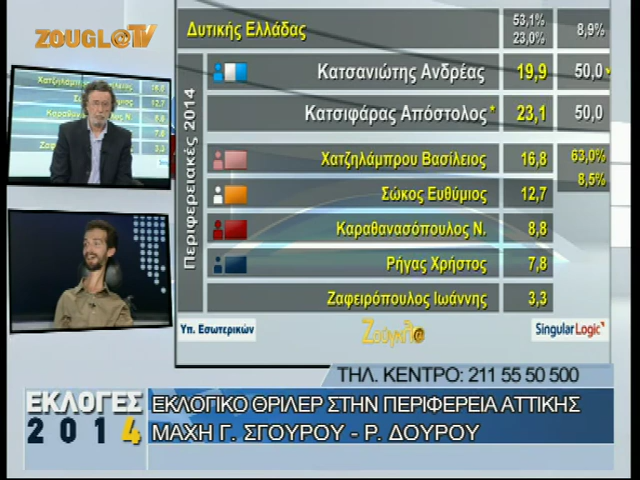 ZOUGL@TV
Δυτικής Ελλάδας 53,1% 23,0% 8,9%
Περιφερειακές 2014
Κατσανιώτης Ανδρέας 19,9 50,0*
Κατσιφάρας Απόστολος* 23,1 50,0
Χατζηλάμπρου Βασίλειος 16,8 63,0%
8,5%
Σώκος Ευθύμιος 12,7
Καραθανασόπουλος Ν. 8,8
Ρήγας Χρήστος 7,8
Ζαφειρόπουλος Ιωάννης 3,3
Υπ. Εσωτερικών Ζούγκλ@ SingularLogic
ΤΗΛ. ΚΕΝΤΡΟ: 211 55 50 500
ΕΚΛΟΓΕΣ
2014
ΕΚΛΟΓΙΚΟ ΘΡΙΛΕΡ ΣΤΗΝ ΠΕΡΙΦΕΡΕΙΑ ΑΤΤΙΚΗΣ
ΜΑΧΗ Γ. ΣΓΟΥΡΟΥ - Ρ. ΔΟΥΡΟΥ